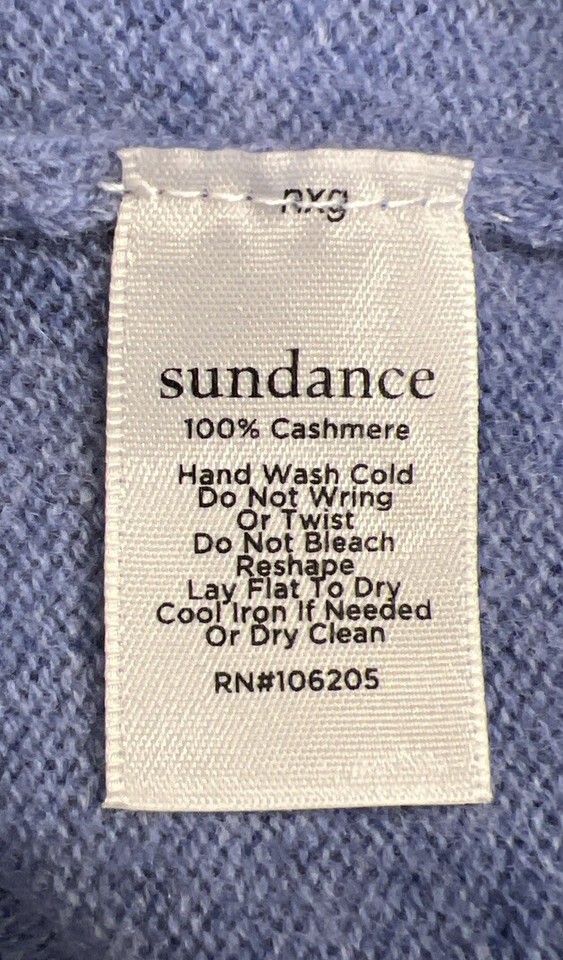 nxg
sundance
100% Cashmere
Hand Wash Cold
Do Not Wring
Or Twist
Do Not Bleach
Reshape
Lay Flat To Dry
Cool Iron If Needed
Or Dry Clean
RN#106205